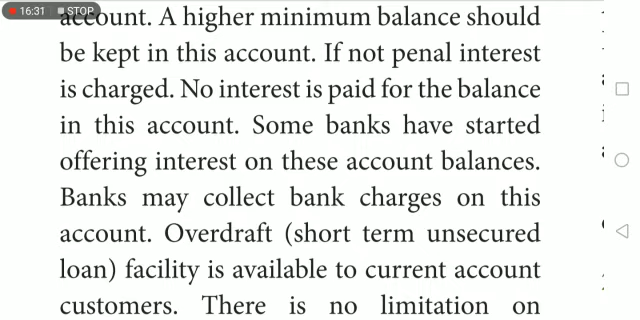 16:31 STOP
account. A higher minimum balance should
be kept in this account. If not penal interest
is charged. No interest is paid for the balance
in this account. Some banks have started
offering interest on these account balances.
Banks may collect bank charges on this
account. Overdraft (short term unsecured
loan) facility is available to current account
customers. There is no limitation on